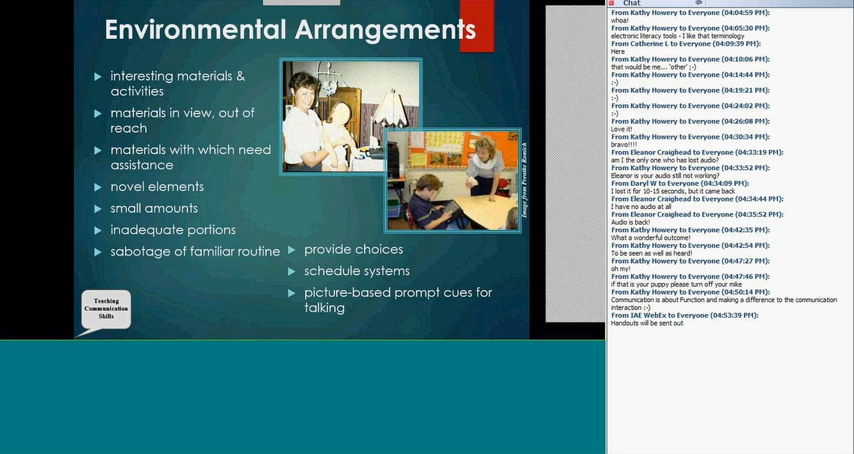 Environmental Arrangements
interesting materials &
activities
materials in view, out of
reach
materials with which need
assistance
novel elements
small amounts
inadequate portions
sabotage of familiar routine
provide choices
schedule systems
picture-based prompt cues for
talking
Image from Prentke Romich
Teaching
Communication
Skills
Chat
From Kathy Howery to Everyone (04:04:59 PM):
whoa!
From Kathy Howery to Everyone (04:05:30 PM):
electronic literacy tools - I like that terminology
From Catherine L to Everyone (04:09:39 PM):
Here
From Kathy Howery to Everyone (04:10:06 PM):
that would be me... 'other' ;-)
From Kathy Howery to Everyone (04:14:44 PM):
:-)
From Kathy Howery to Everyone (04:19:21 PM):
:-)
From Kathy Howery to Everyone (04:24:02 PM):
:-)
From Kathy Howery to Everyone (04:26:08 PM):
Love it!
From Kathy Howery to Everyone (04:30:34 PM):
bravo!!!!
From Eleanor Craighead to Everyone (04:33:19 PM):
am I the only one who has lost audio?
From Kathy Howery to Everyone (04:33:52 PM):
Eleanor is your audio still not working?
From Daryl W to Everyone (04:34:09 PM):
I lost it for 10-15 seconds, but it came back
From Eleanor Craighead to Everyone (04:34:44 PM):
I have no audio at all
From Eleanor Craighead to Everyone (04:35:52 PM):
Audio is back!
From Kathy Howery to Everyone (04:42:35 PM):
What a wonderful outcome!
From Kathy Howery to Everyone (04:42:54 PM):
To be seen as well as heard!
From Kathy Howery to Everyone (04:47:27 PM):
oh my!
From Kathy Howery to Everyone (04:47:46 PM):
if that is your puppy please turn off your mike
From Kathy Howery to Everyone (04:50:14 PM):
Communication is about Function and making a difference to the communication
interaction :-)
From IAE WebEx to Everyone (04:53:39 PM):
Handouts will be sent out